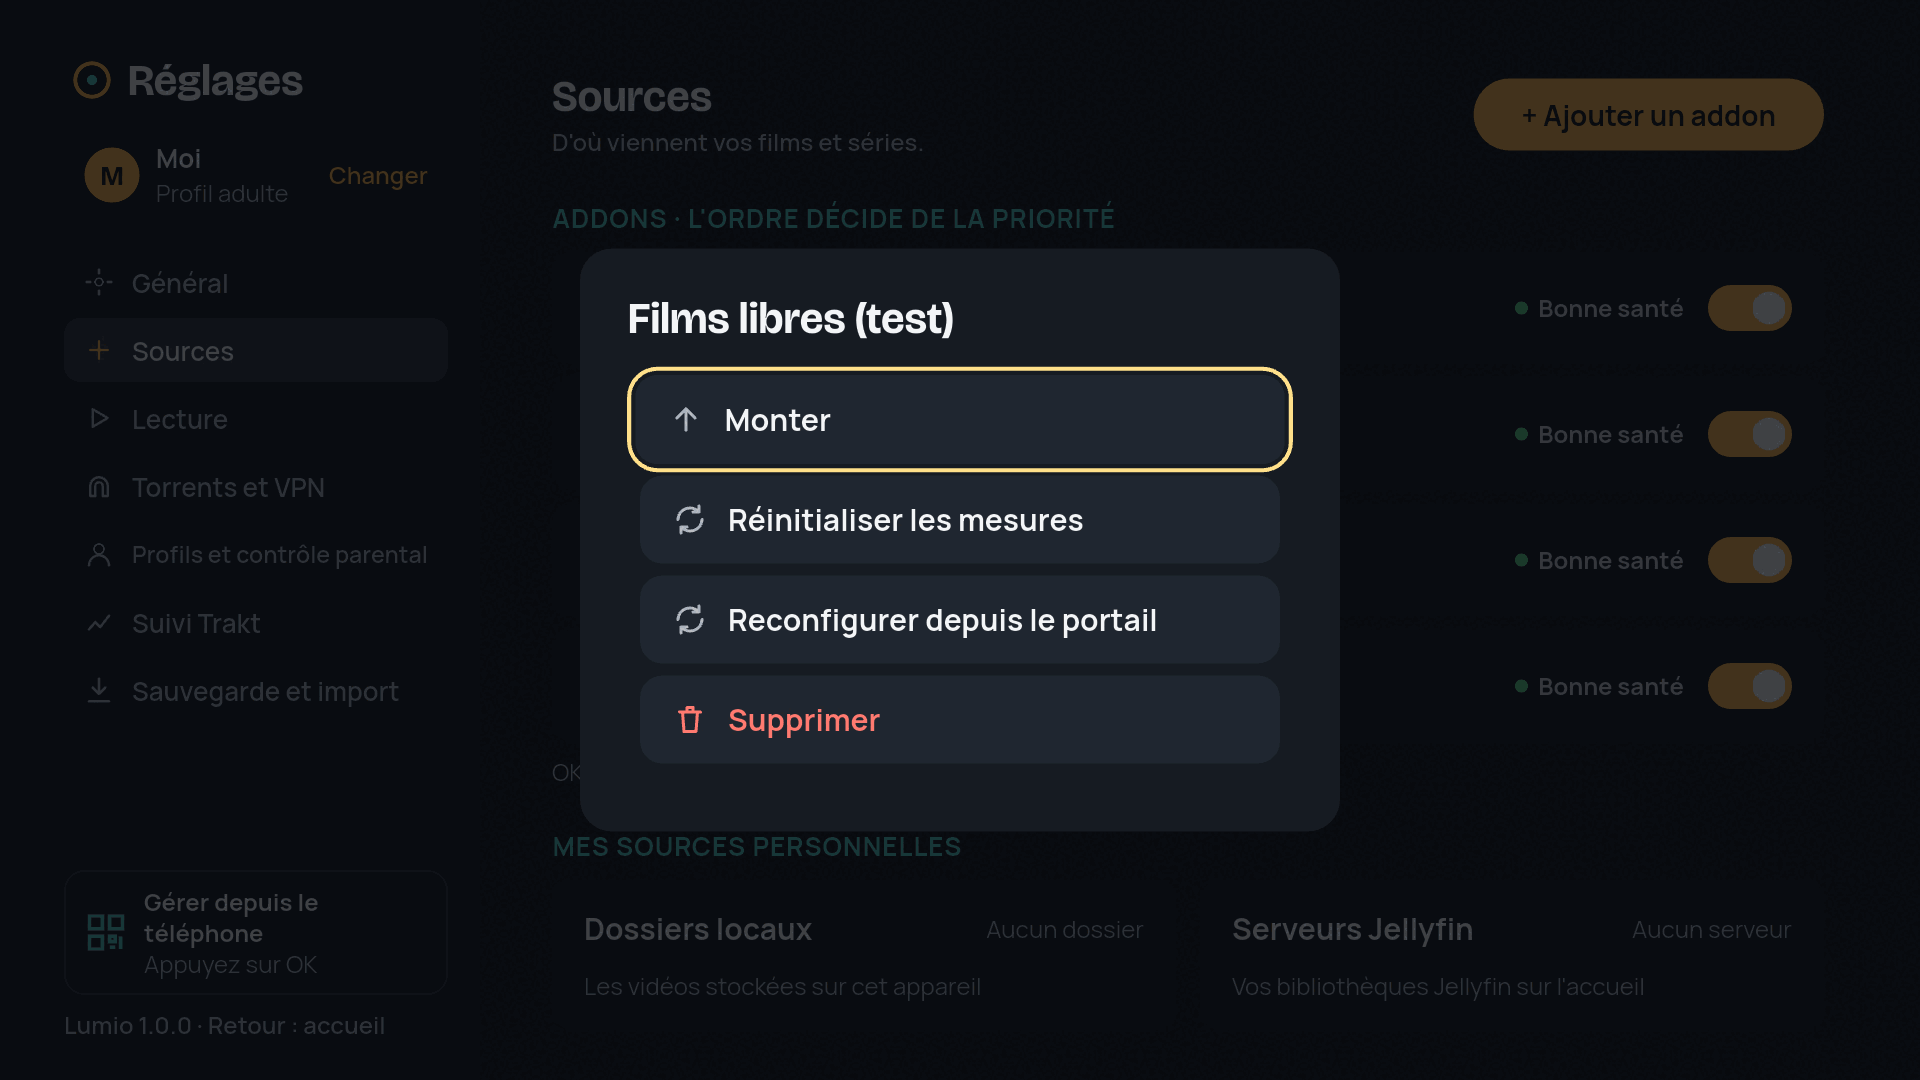 Réglages
M
Moi
Profil adulte
Changer
Général
Sources
Lecture
Torrents et VPN
Profils et contrôle parental
Suivi Trakt
Sauvegarde et import
Gérer depuis le
téléphone
Appuyez sur OK
Lumio 1.0.0 · Retour : accueil
Sources
D'où viennent vos films et séries.
+ Ajouter un addon
ADDONS · L'ORDRE DÉCIDE DE LA PRIORITÉ
Bonne santé
Bonne santé
Bonne santé
Bonne santé
Films libres (test)
Monter
Réinitialiser les mesures
Reconfigurer depuis le portail
Supprimer
OK
MES SOURCES PERSONNELLES
Dossiers locaux
Aucun dossier
Les vidéos stockées sur cet appareil
Serveurs Jellyfin
Aucun serveur
Vos bibliothèques Jellyfin sur l'accueil